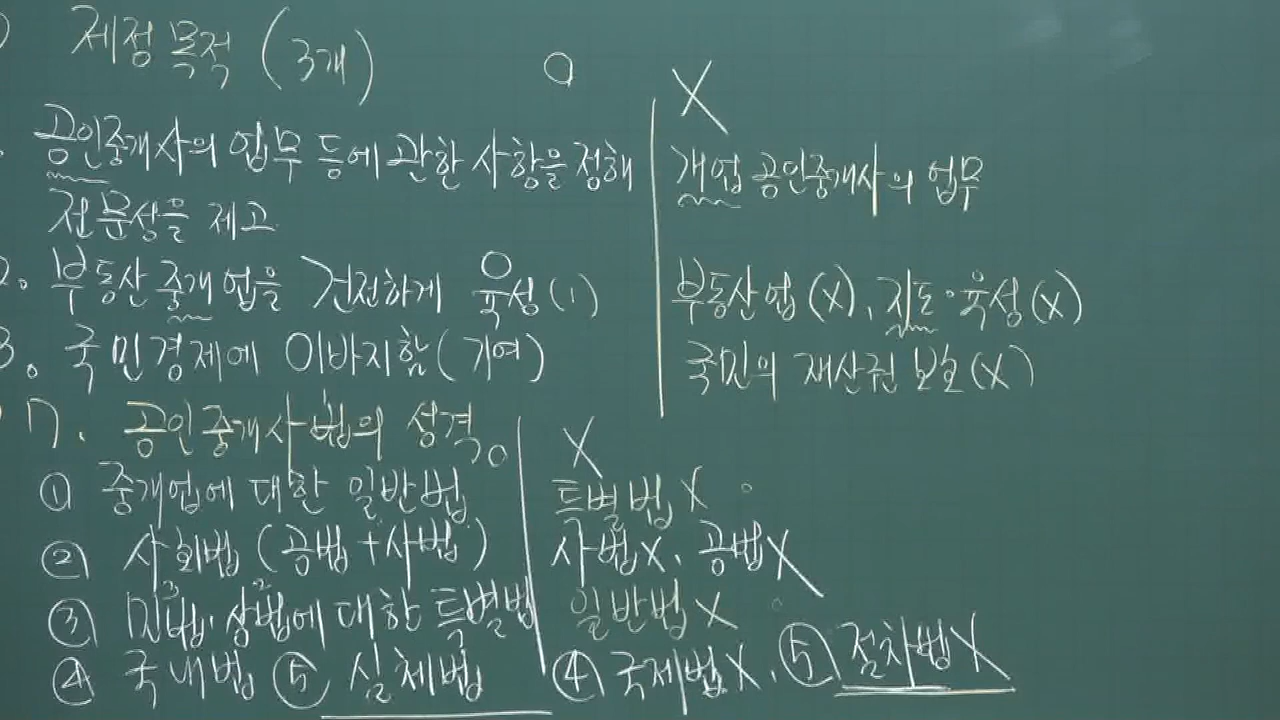 제정목적 (3개)
O X
공인중개사의 업무 등에 관한 사항을 정해
전문성을 제고
개업 공인중개사의 업무
2. 부동산 중개업을 건전하게 육성(1)
부동산업(X), 지도·육성(X)
3. 국민경제에 이바지함(기여)
국민의 재산권 보호(X)
7. 공인중개사법의 성격
O X
① 중개업에 대한 일반법
특별법 X
② 사회법 (공법+사법)
사법X, 공법X
③ 민법3·상법2에 대한 특별법
일반법X
④ 국내법 ⑤ 실체법
④ 국제법X, ⑤ 절차법X